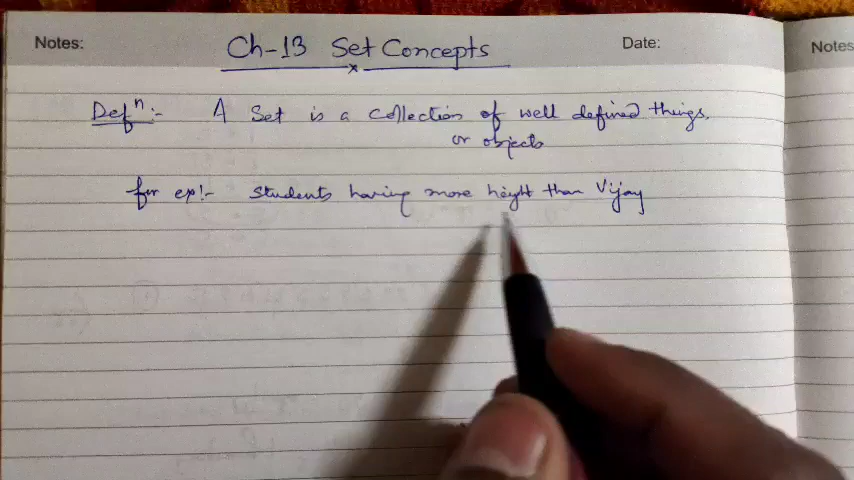 Notes:
Ch-13 Set Concepts
Date:
Notes
Defⁿ:- A Set is a collection of well defined things.
or objects
for exp:- Students having more height than Vijay